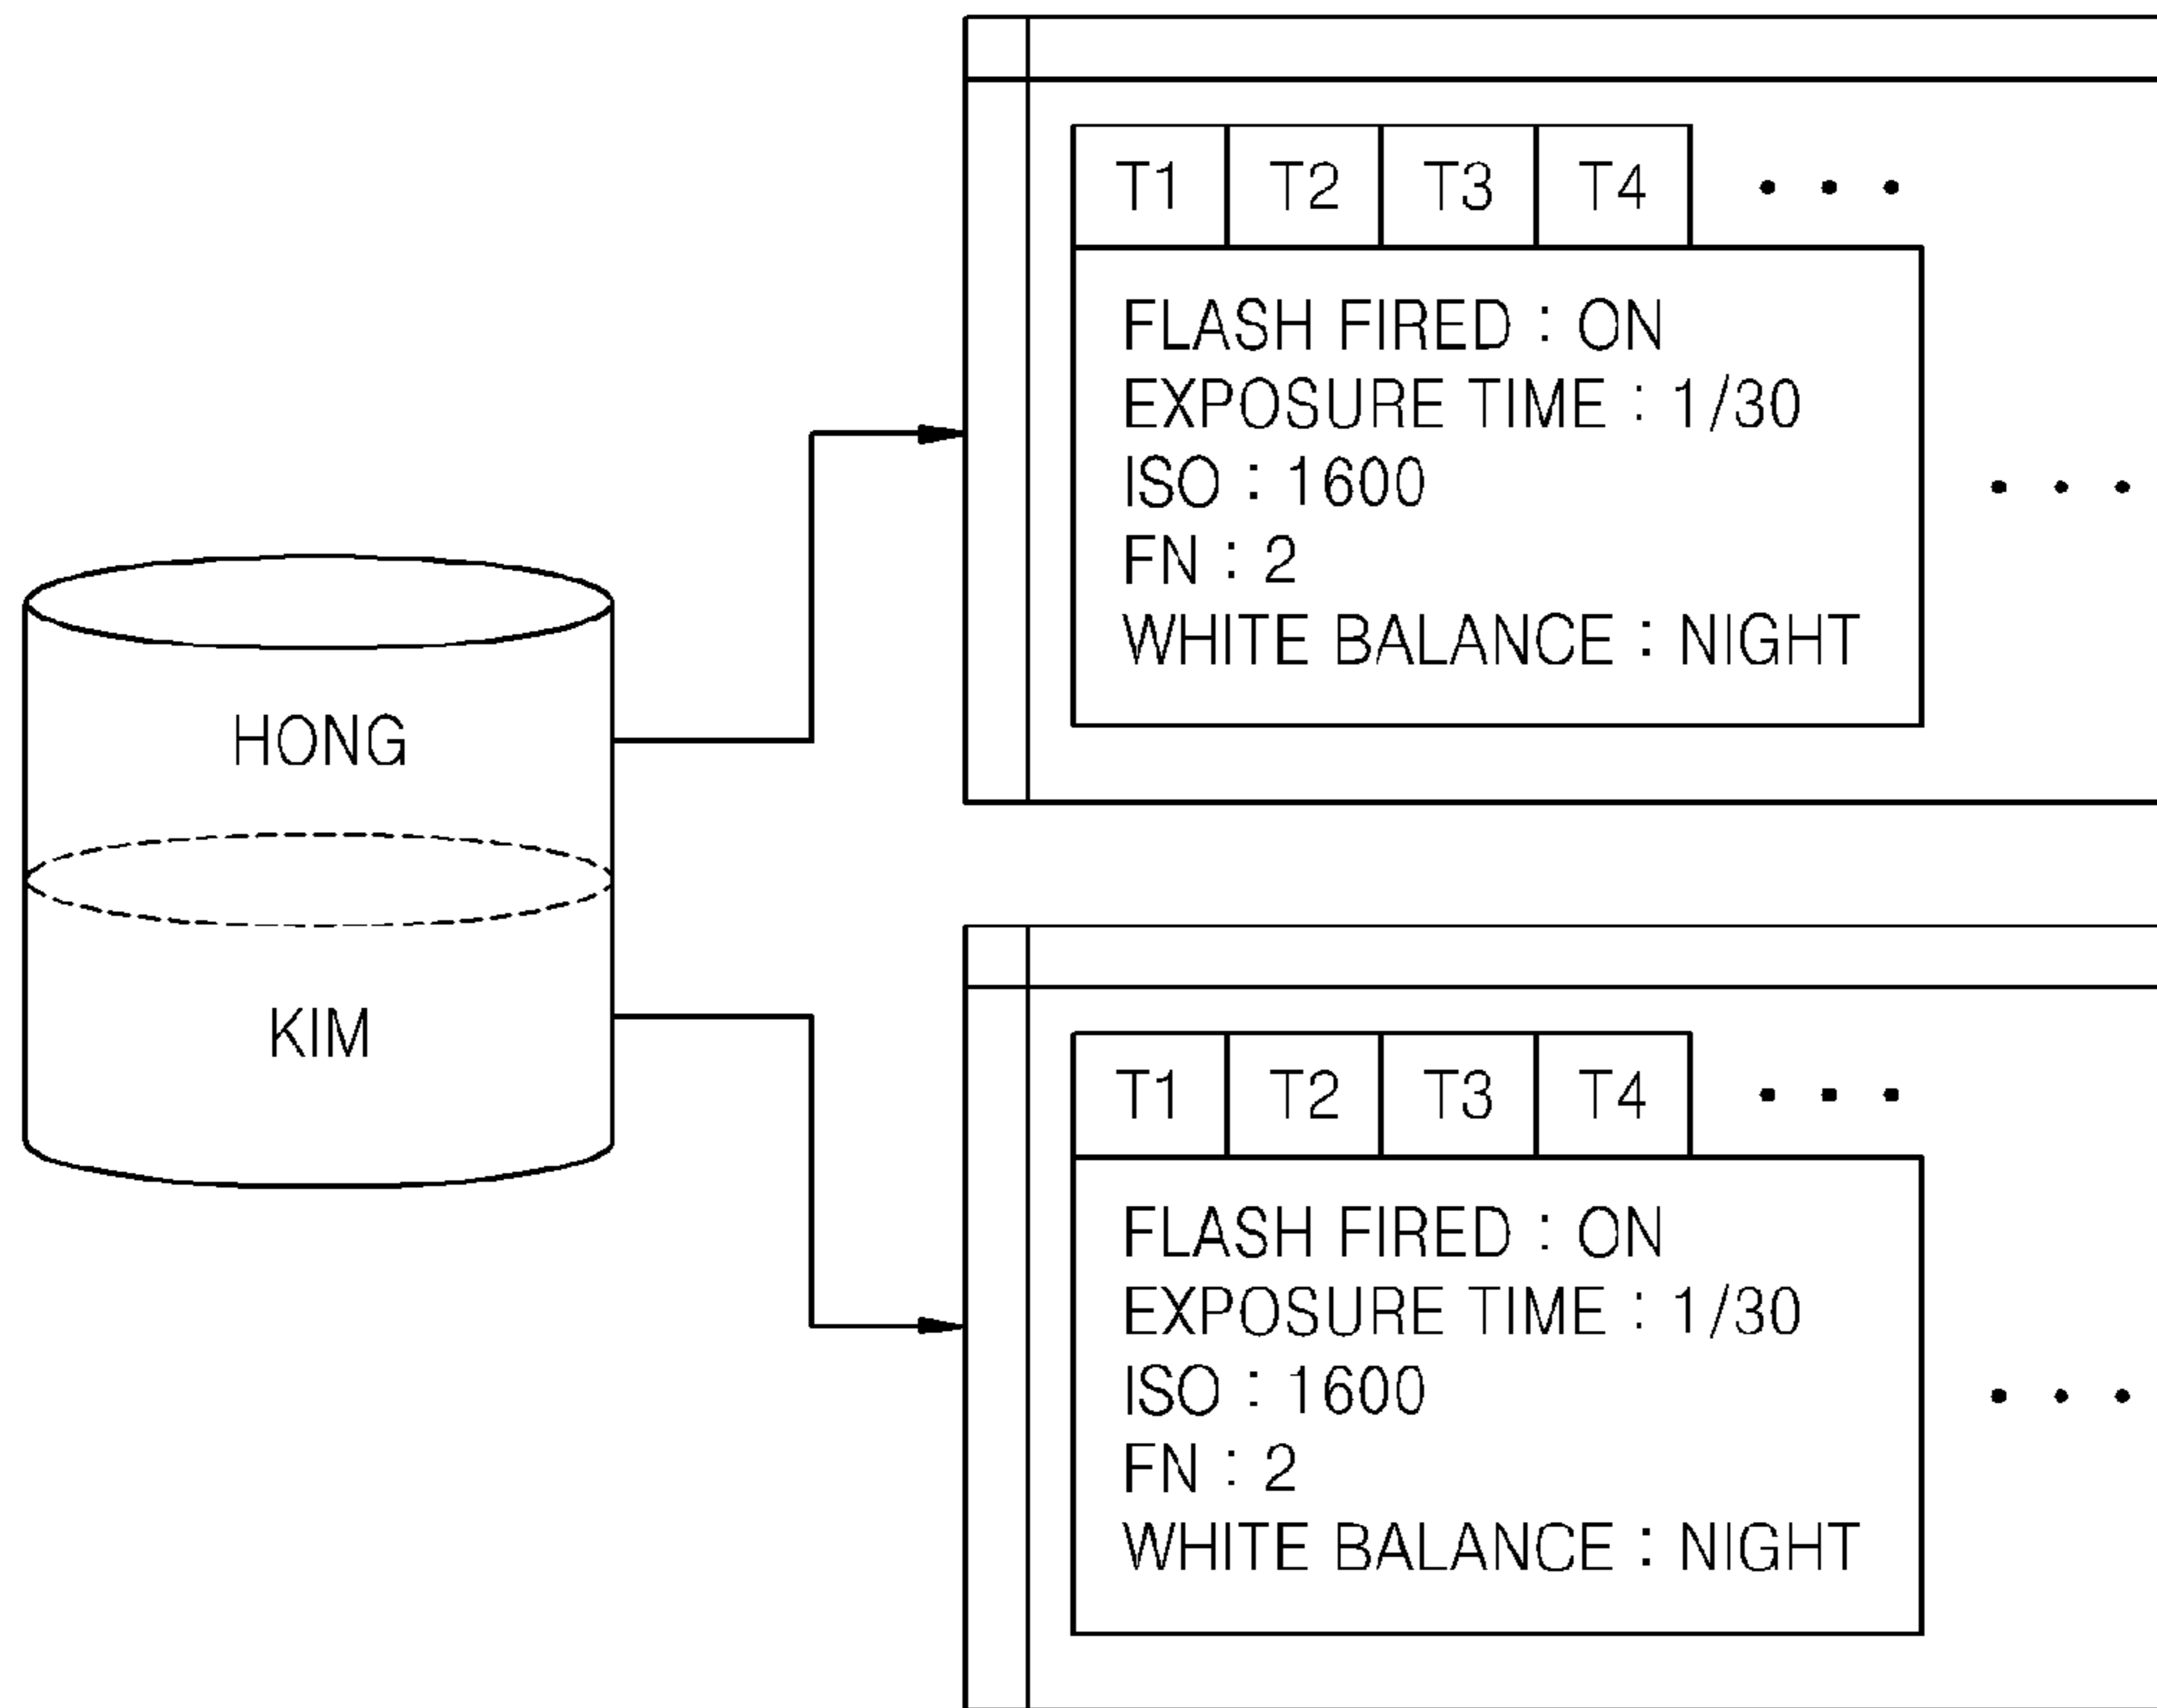 T1 T2 T3 T4 • • •
FLASH FIRED : ON
EXPOSURE TIME : 1/30
ISO : 1600
FN : 2
WHITE BALANCE : NIGHT
• • •
HONG
KIM
T1 T2 T3 T4 • • •
FLASH FIRED : ON
EXPOSURE TIME : 1/30
ISO : 1600
FN : 2
WHITE BALANCE : NIGHT
• • •